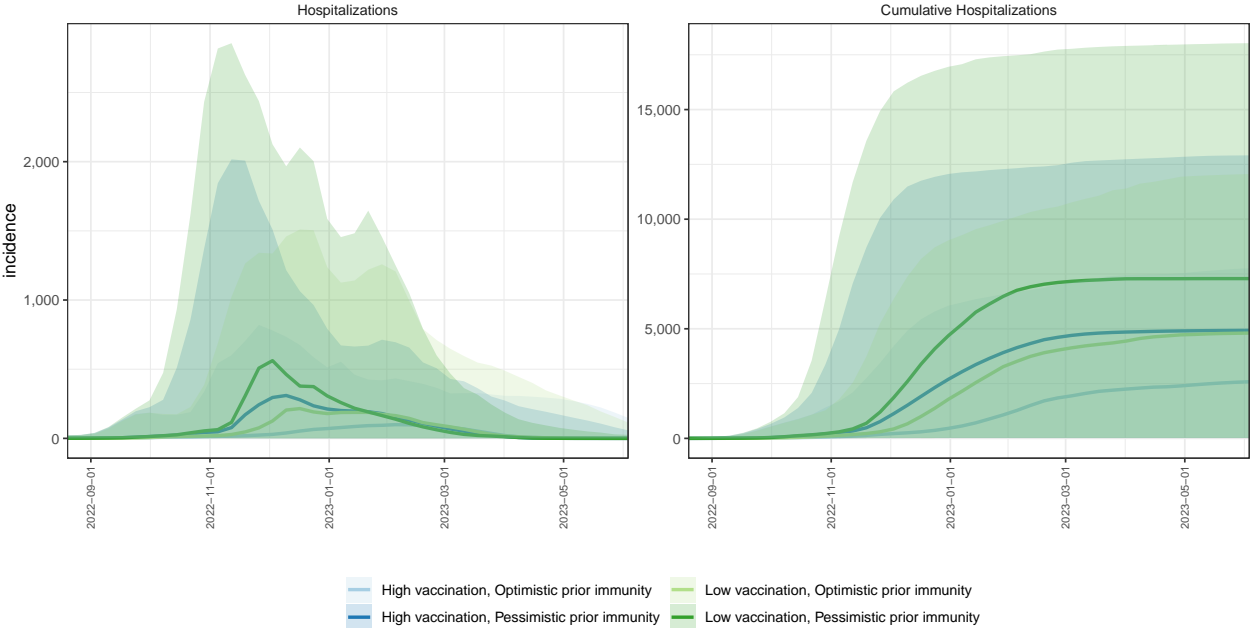 Hospitalizations
Cumulative Hospitalizations
incidence
2,000
1,000
0
15,000
10,000
5,000
0
2022−09−01
2022−11−01
2023−01−01
2023−03−01
2023−05−01
2022−09−01
2022−11−01
2023−01−01
2023−03−01
2023−05−01
High vaccination, Optimistic prior immunity
Low vaccination, Optimistic prior immunity
High vaccination, Pessimistic prior immunity
Low vaccination, Pessimistic prior immunity